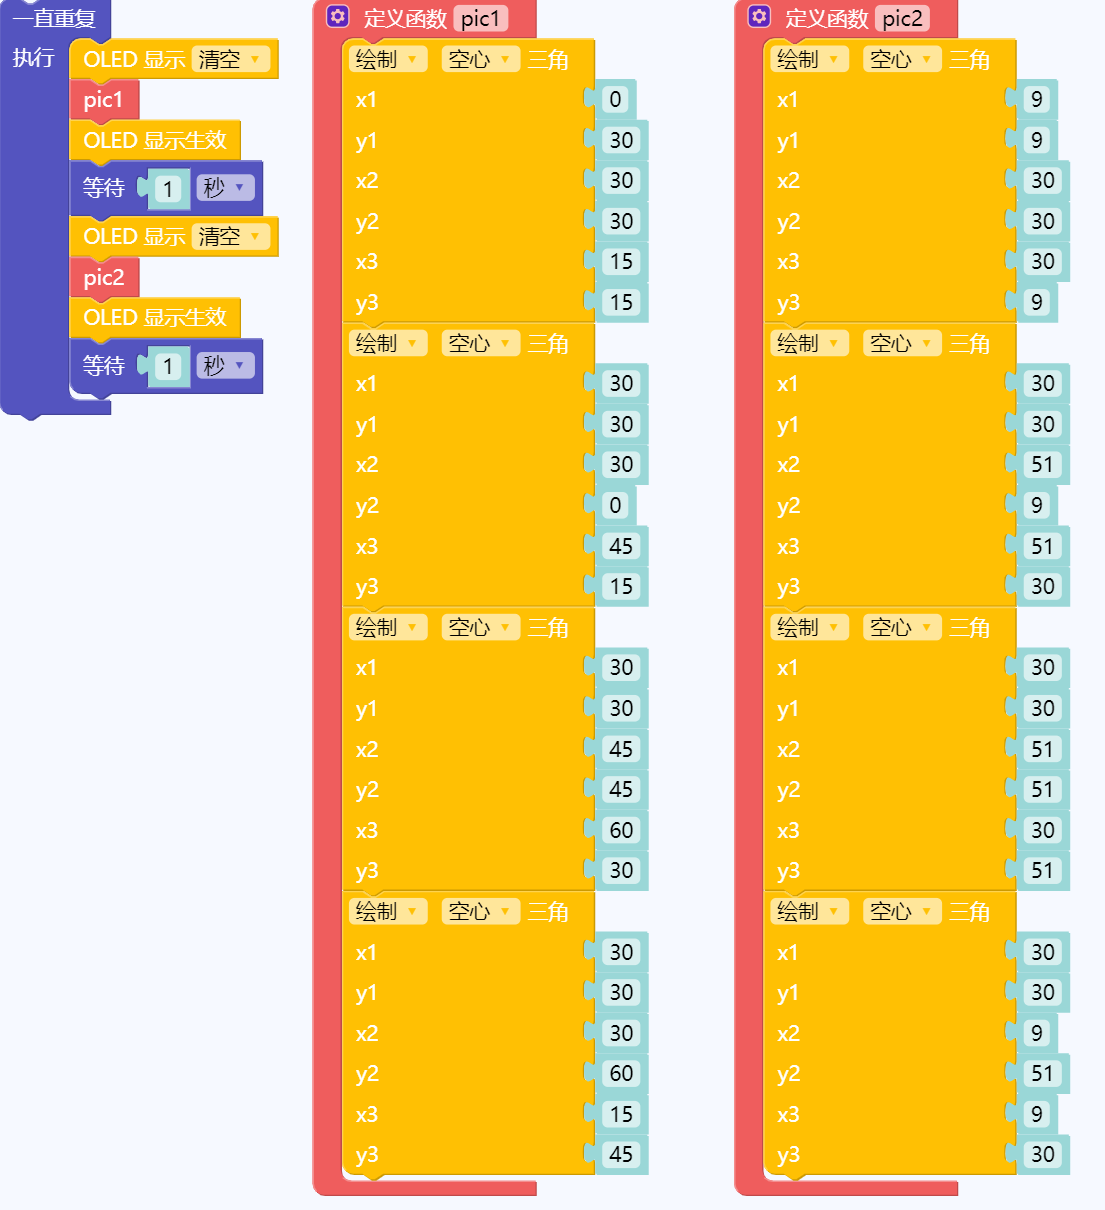 一直重复
执行
OLED 显示 清空
pic1
OLED 显示生效
等待 1 秒
OLED 显示 清空
pic2
OLED 显示生效
等待 1 秒
定义函数 pic1
绘制 空心 三角
x1 0
y1 30
x2 30
y2 30
x3 15
y3 15
绘制 空心 三角
x1 30
y1 30
x2 30
y2 0
x3 45
y3 15
绘制 空心 三角
x1 30
y1 30
x2 45
y2 45
x3 60
y3 30
绘制 空心 三角
x1 30
y1 30
x2 30
y2 60
x3 15
y3 45
定义函数 pic2
绘制 空心 三角
x1 9
y1 9
x2 30
y2 30
x3 30
y3 9
绘制 空心 三角
x1 30
y1 30
x2 51
y2 9
x3 51
y3 30
绘制 空心 三角
x1 30
y1 30
x2 51
y2 51
x3 30
y3 51
绘制 空心 三角
x1 30
y1 30
x2 9
y2 51
x3 9
y3 30